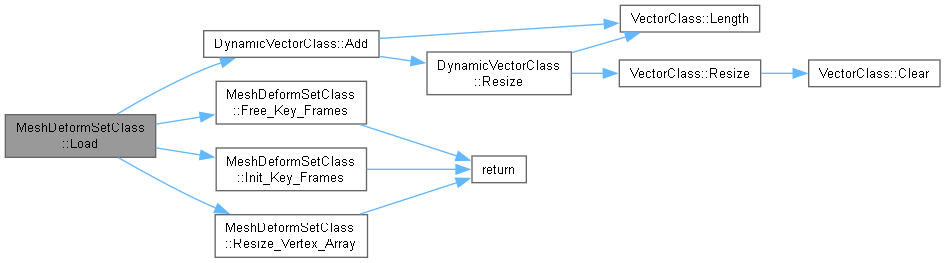 MeshDeformSetClass
::Load
DynamicVectorClass::Add
MeshDeformSetClass
::Free_Key_Frames
MeshDeformSetClass
::Init_Key_Frames
MeshDeformSetClass
::Resize_Vertex_Array
DynamicVectorClass
::Resize
return
VectorClass::Length
VectorClass::Resize
VectorClass::Clear